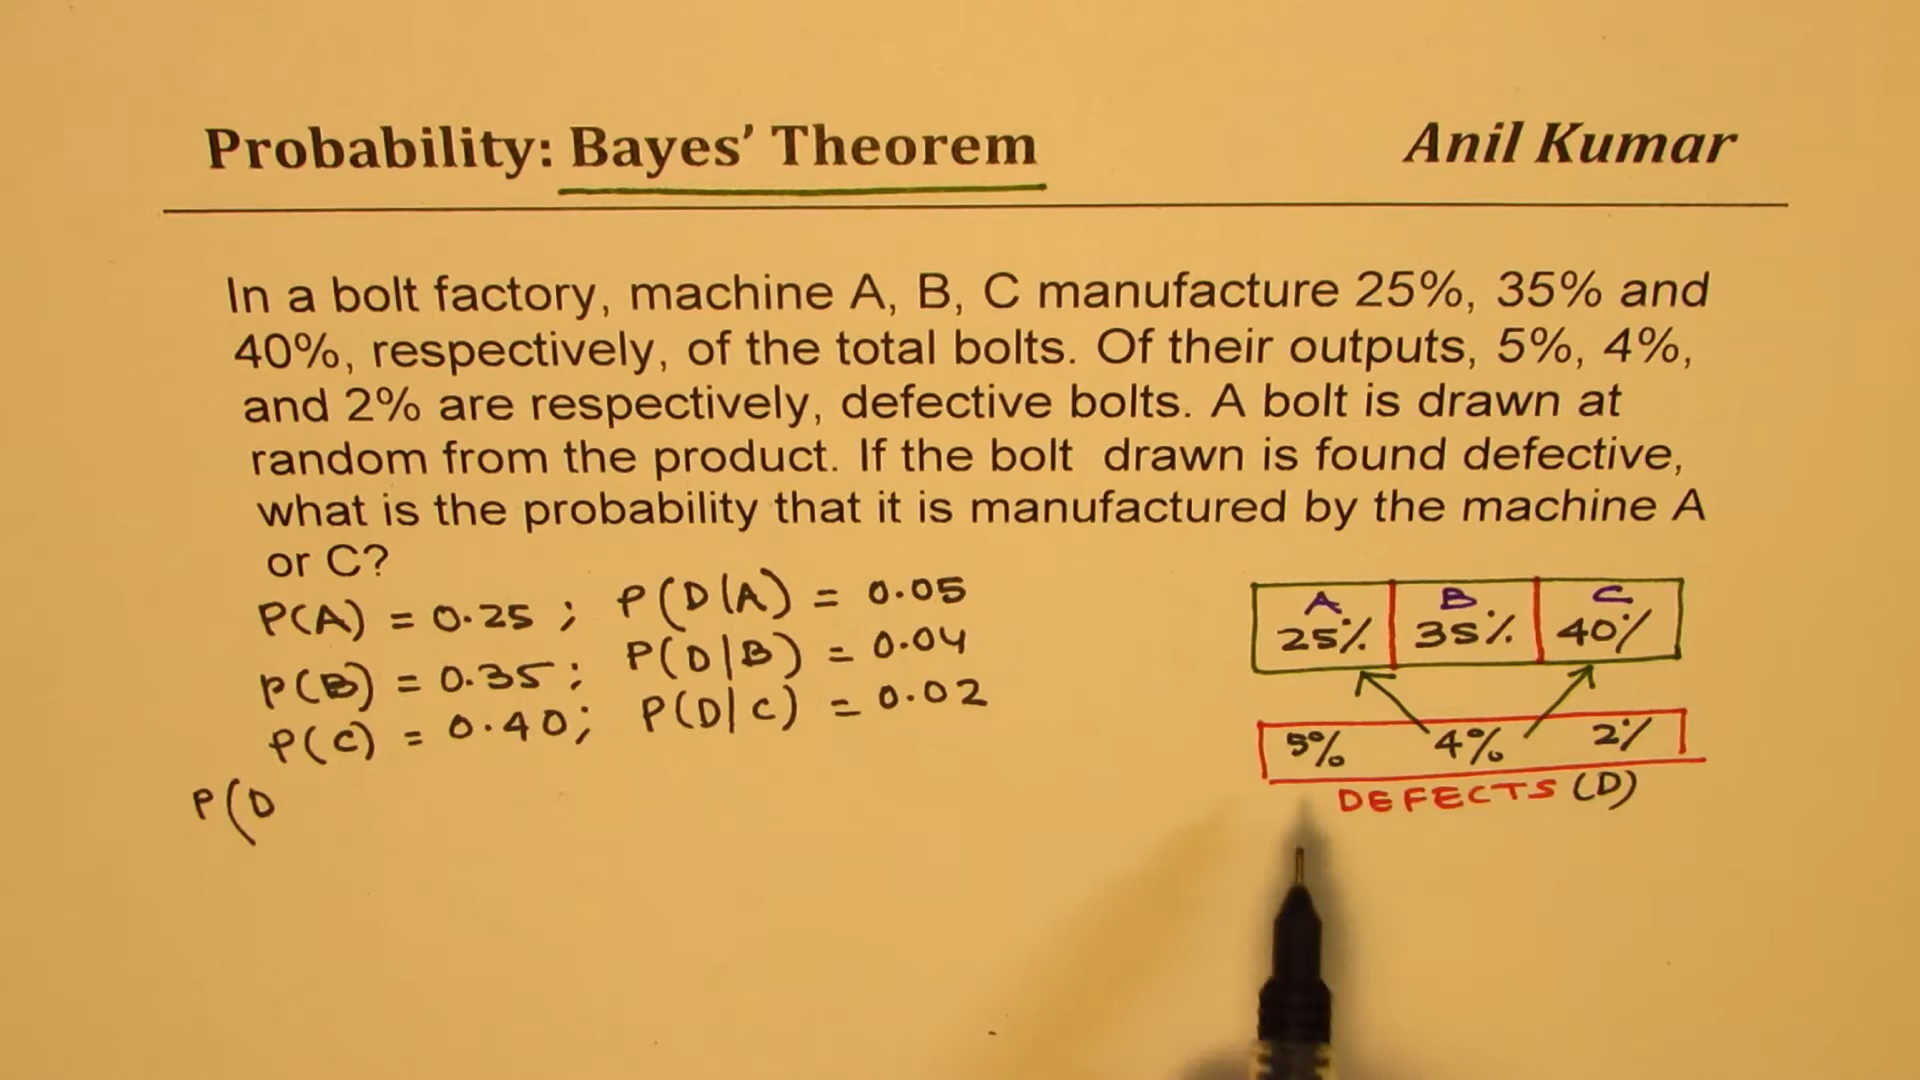 Probability: Bayes' Theorem
Anil Kumar
In a bolt factory, machine A, B, C manufacture 25%, 35% and
40%, respectively, of the total bolts. Of their outputs, 5%, 4%,
and 2% are respectively, defective bolts. A bolt is drawn at
random from the product. If the bolt drawn is found defective,
what is the probability that it is manufactured by the machine A
or C?
P(A) = 0.25 ; P(D|A) = 0.05
P(B) = 0.35 ; P(D|B) = 0.04
P(C) = 0.40 ; P(D|C) = 0.02
P(D
A B C
25% 35% 40%
5% 4% 2%
DEFECTS (D)